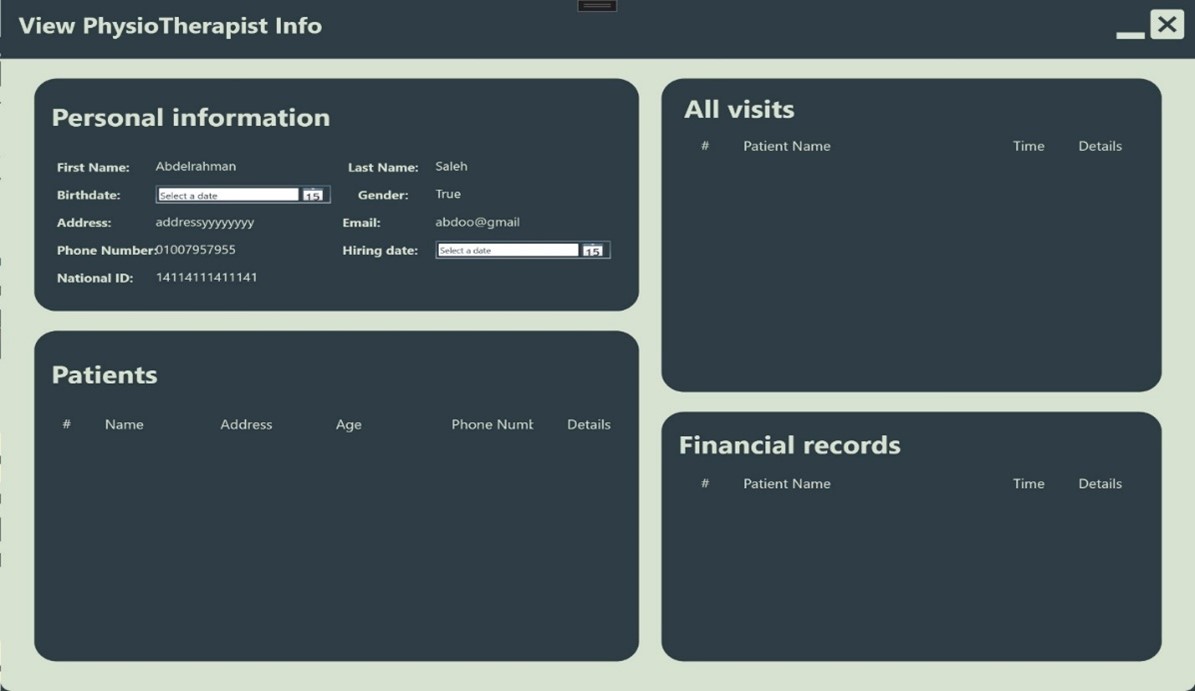 View PhysioTherapist Info
Personal information
First Name: Abdelrahman Last Name: Saleh
Birthdate: Select a date 15 Gender: True
Address: addressyyyyyyyy Email: abdoo@gmail
Phone Number: 01007957955 Hiring date: Select a date 15
National ID: 14114111411141
Patients
# Name Address Age Phone Numb Details
All visits
# Patient Name Time Details
Financial records
# Patient Name Time Details